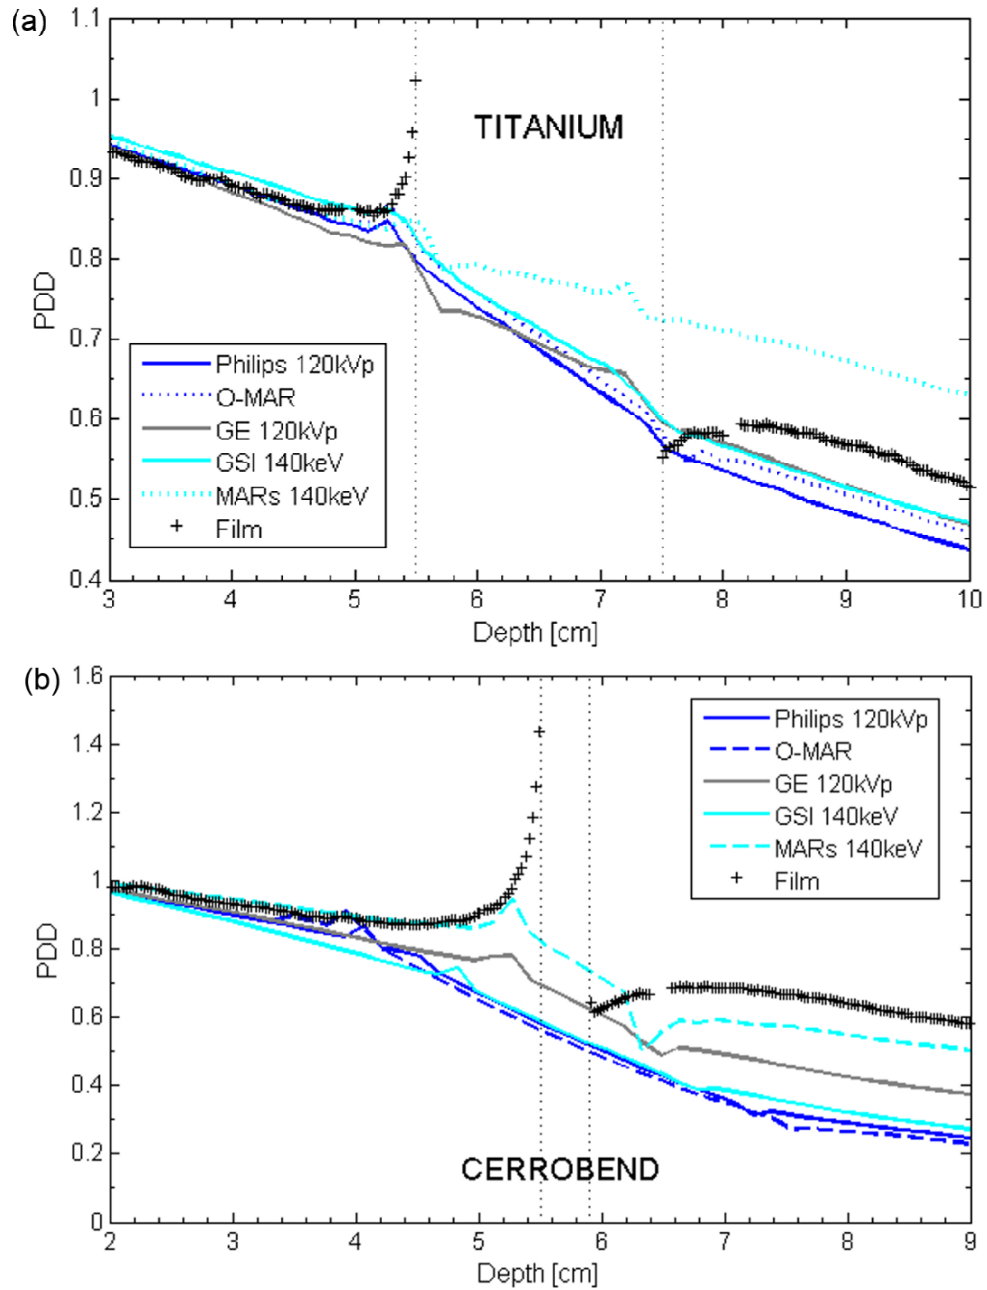 (a)
1.1
1
0.9
0.8
0.7
0.6
0.5
0.4
PDD
TITANIUM
Philips 120kVp
O-MAR
GE 120kVp
GSI 140keV
MARs 140keV
Film
3 4 5 6 7 8 9 10
Depth [cm]
(b)
1.6
1.4
1.2
1
0.8
0.6
0.4
0.2
0
PDD
Philips 120kVp
O-MAR
GE 120kVp
GSI 140keV
MARs 140keV
Film
CERROBEND
2 3 4 5 6 7 8 9
Depth [cm]